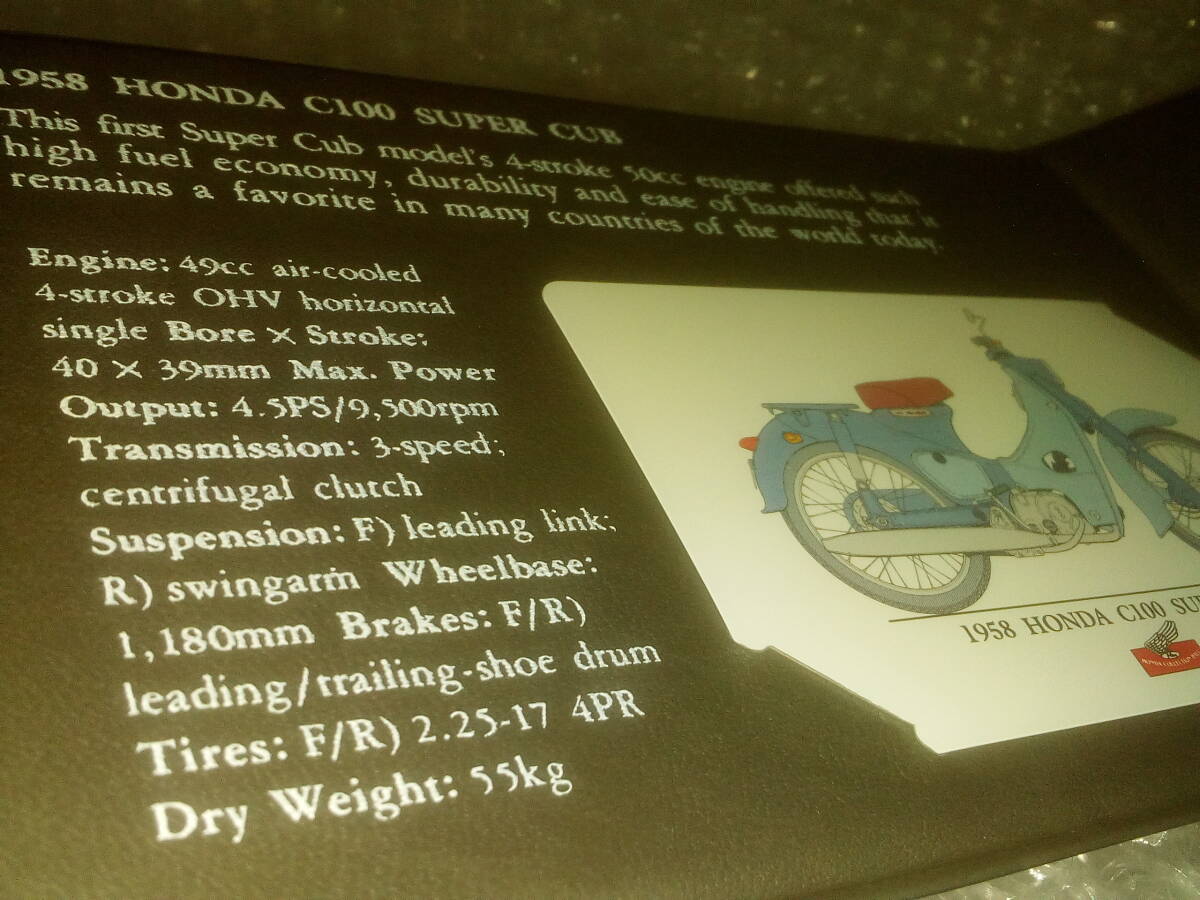 1958 HONDA C100 SUPER CUB
This first Super Cub model's 4-stroke 50cc engine offered such
high fuel economy, durability and ease of handling that it
remains a favorite in many countries of the world today.
Engine: 49cc air-cooled
4-stroke OHV horizontal
single Bore × Stroke:
40 × 39mm Max. Power
Output: 4.5PS/9,500rpm
Transmission: 3-speed;
centrifugal clutch
Suspension: F) leading link;
R) swingarm Wheelbase:
1,180mm Brakes: F/R)
leading/trailing-shoe drum
Tires: F/R) 2.25-17 4PR
Dry Weight: 55kg
1958 HONDA C100 SU
HONDA COLLECTION